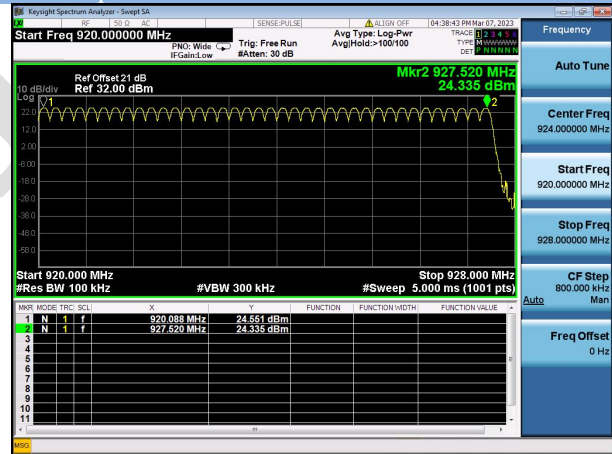 Keysight Spectrum Analyzer - Swept SA
LXI RF 50 Ω AC SENSE:PULSE ALIGN OFF 04:38:43 PM Mar 07, 2023
Start Freq 920.000000 MHz
PNO: Wide
IFGain:Low
Trig: Free Run
#Atten: 30 dB
Avg Type: Log-Pwr
Avg|Hold:>100/100
TRACE 1 2 3 4 5 6
TYPE M W W W W W
DET P N N N N N
Mkr2 927.520 MHz
24.335 dBm
Ref Offset 21 dB
10 dB/div Ref 32.00 dBm
Log
1
2
22.0
12.0
2.00
-8.00
-18.0
-28.0
-38.0
-48.0
-58.0
Start 920.000 MHz Stop 928.000 MHz
#Res BW 100 kHz #VBW 300 kHz #Sweep 5.000 ms (1001 pts)
MKR MODE TRC SCL X Y FUNCTION FUNCTION WIDTH FUNCTION VALUE
1 N 1 f 920.088 MHz 24.551 dBm
2 N 1 f 927.520 MHz 24.335 dBm
3
4
5
6
7
8
9
10
11
MSG
Frequency
Auto Tune
Center Freq
924.000000 MHz
Start Freq
920.000000 MHz
Stop Freq
928.000000 MHz
CF Step
800.000 kHz
Auto Man
Freq Offset
0 Hz